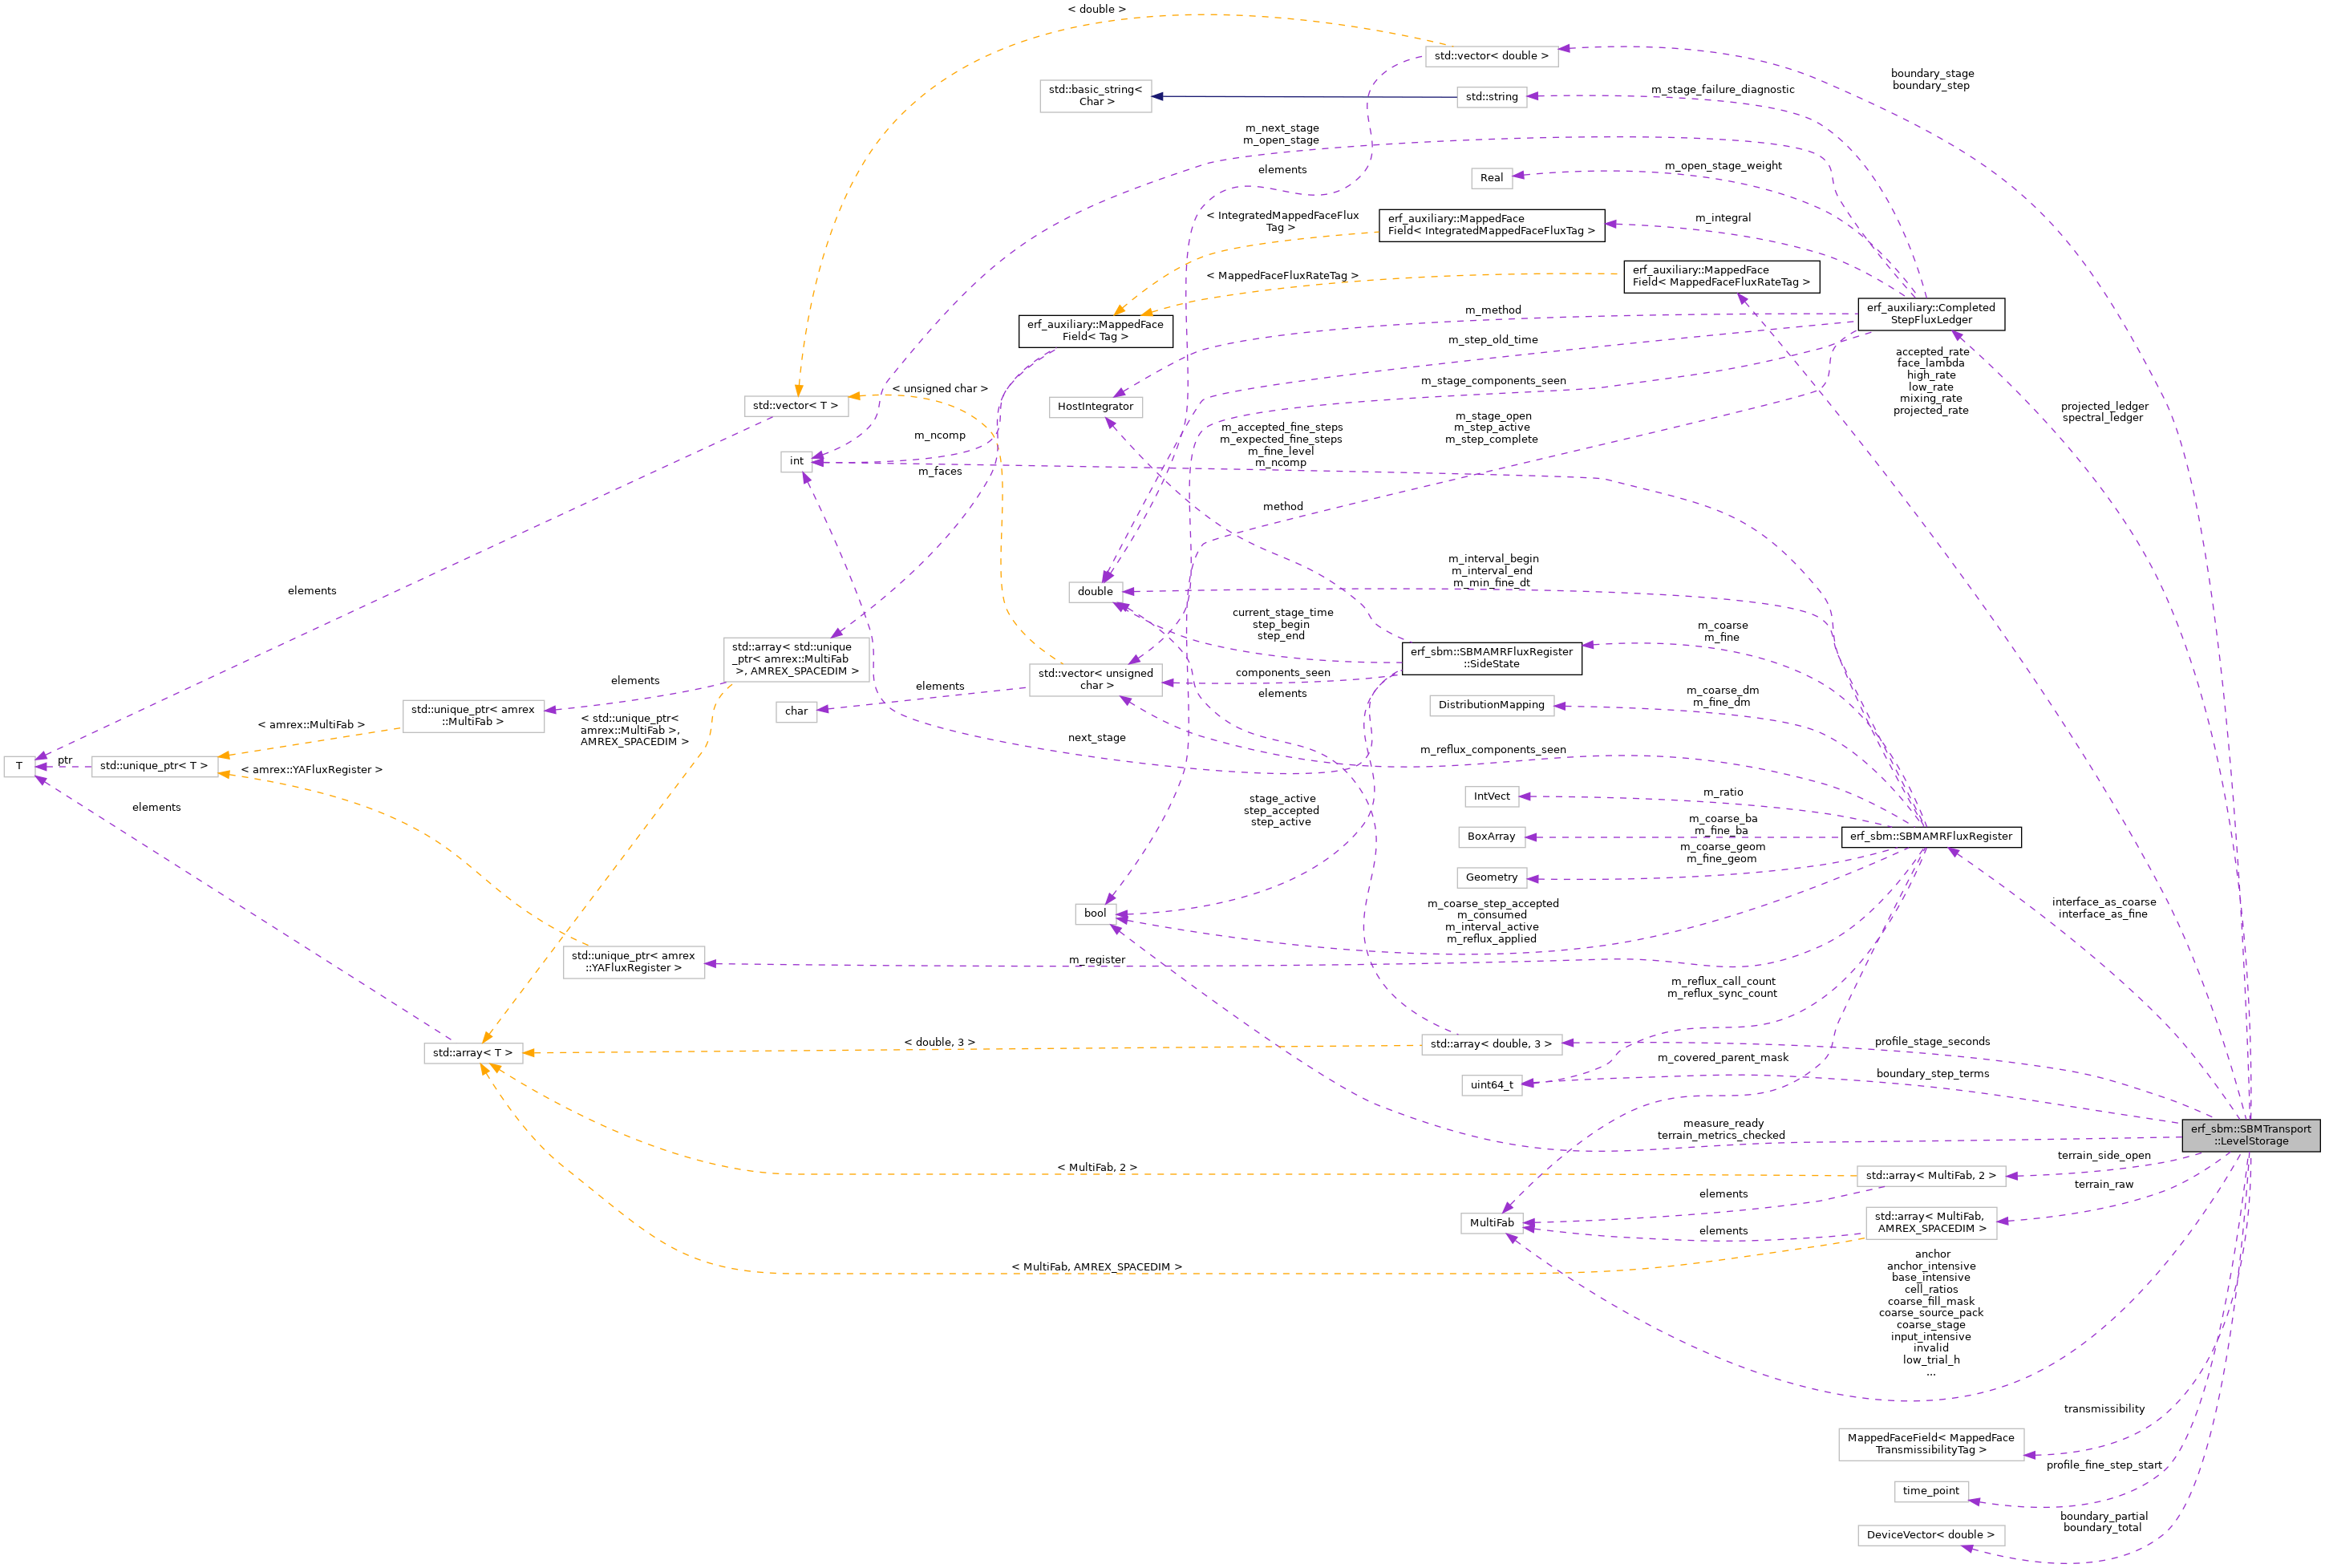 < double >
std::vector< double >
boundary_stage
boundary_step
std::basic_string<
Char >
std::string
m_stage_failure_diagnostic
m_next_stage
m_open_stage
elements
Real
m_open_stage_weight
< IntegratedMappedFaceFlux
Tag >
erf_auxiliary::MappedFace
Field< IntegratedMappedFaceFluxTag >
m_integral
< MappedFaceFluxRateTag >
erf_auxiliary::MappedFace
Field< MappedFaceFluxRateTag >
erf_auxiliary::Completed
StepFluxLedger
erf_auxiliary::MappedFace
Field< Tag >
m_method
m_step_old_time
accepted_rate
face_lambda
high_rate
low_rate
mixing_rate
projected_rate
m_stage_components_seen
< unsigned char >
std::vector< T >
HostIntegrator
projected_ledger
spectral_ledger
m_stage_open
m_step_active
m_step_complete
m_accepted_fine_steps
m_expected_fine_steps
m_fine_level
m_ncomp
m_ncomp
int
m_faces
method
m_interval_begin
m_interval_end
m_min_fine_dt
elements
double
current_stage_time
step_begin
step_end
m_coarse
m_fine
std::array< std::unique
_ptr< amrex::MultiFab
>, AMREX_SPACEDIM >
erf_sbm::SBMAMRFluxRegister
::SideState
std::vector< unsigned
char >
components_seen
elements
elements
elements
m_coarse_dm
m_fine_dm
DistributionMapping
std::unique_ptr< amrex
::MultiFab >
char
< std::unique_ptr<
amrex::MultiFab >,
AMREX_SPACEDIM >
< amrex::MultiFab >
next_stage
m_reflux_components_seen
T
ptr
std::unique_ptr< T >
< amrex::YAFluxRegister >
elements
stage_active
step_accepted
step_active
IntVect
m_ratio
m_coarse_ba
m_fine_ba
BoxArray
erf_sbm::SBMAMRFluxRegister
m_coarse_geom
m_fine_geom
Geometry
m_coarse_step_accepted
m_consumed
m_interval_active
m_reflux_applied
bool
interface_as_coarse
interface_as_fine
std::unique_ptr< amrex
::YAFluxRegister >
m_register
m_reflux_call_count
m_reflux_sync_count
std::array< T >
< double, 3 >
std::array< double, 3 >
profile_stage_seconds
m_covered_parent_mask
uint64_t
boundary_step_terms
measure_ready
terrain_metrics_checked
erf_sbm::SBMTransport
::LevelStorage
< MultiFab, 2 >
std::array< MultiFab, 2 >
terrain_side_open
elements
terrain_raw
MultiFab
elements
std::array< MultiFab,
AMREX_SPACEDIM >
< MultiFab, AMREX_SPACEDIM >
anchor
anchor_intensive
base_intensive
cell_ratios
coarse_fill_mask
coarse_source_pack
coarse_stage
input_intensive
invalid
low_trial_h
...
transmissibility
MappedFaceField< MappedFace
TransmissibilityTag >
profile_fine_step_start
time_point
boundary_partial
boundary_total
DeviceVector< double >